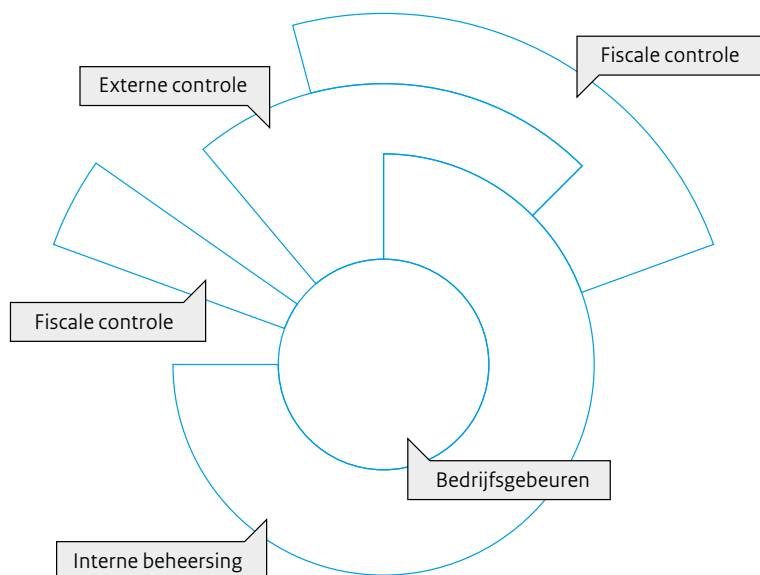 Fiscale controle
Externe controle
Fiscale controle
Bedrijfsgebeuren
Interne beheersing